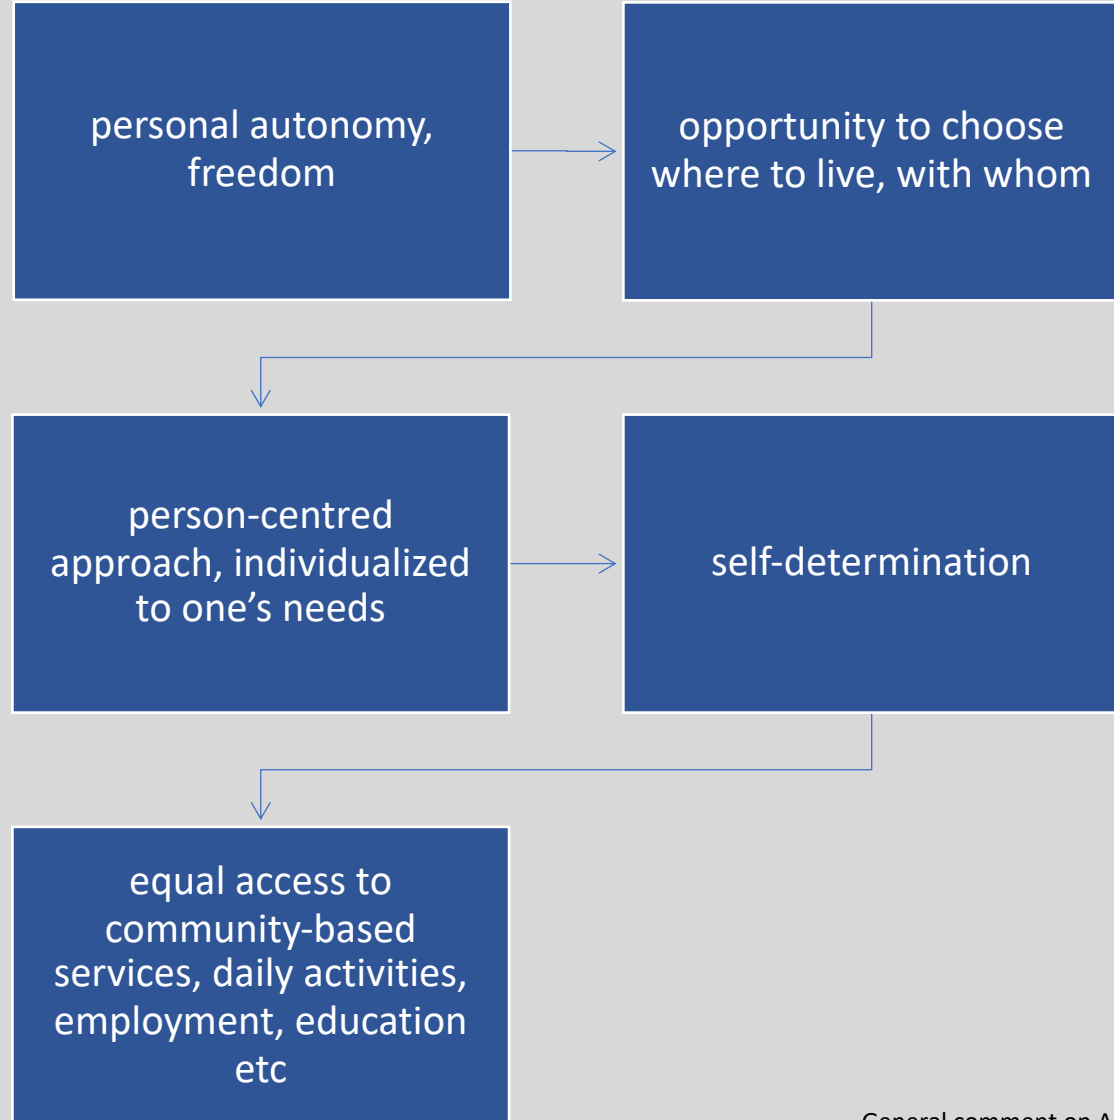 personal autonomy,
freedom
opportunity to choose
where to live, with whom
person-centred
approach, individualized
to one’s needs
self-determination
equal access to
community-based
services, daily activities,
employment, education
etc
General comment on A